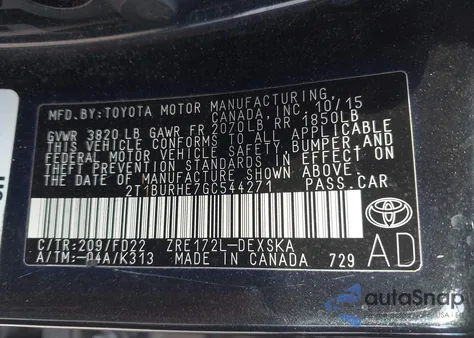 MFD.BY:TOYOTA MOTOR MANUFACTURING
CANADA, INC. 10/15
GVWR 3820LB GAWR FR 2070LB RR 1850LB
THIS VEHICLE CONFORMS TO ALL APPLICABLE
FEDERAL MOTOR VEHICLE SAFETY, BUMPER, AND
THEFT PREVENTION STANDARDS IN EFFECT ON
THE DATE OF MANUFACTURE SHOWN ABOVE.
2T1BURHE7GC544271 PASS.CAR
C/TR:209/FD22 ZRE172L-DEXSKA
A/TM:-04A/K313 MADE IN CANADA 729
AD
autoSnap